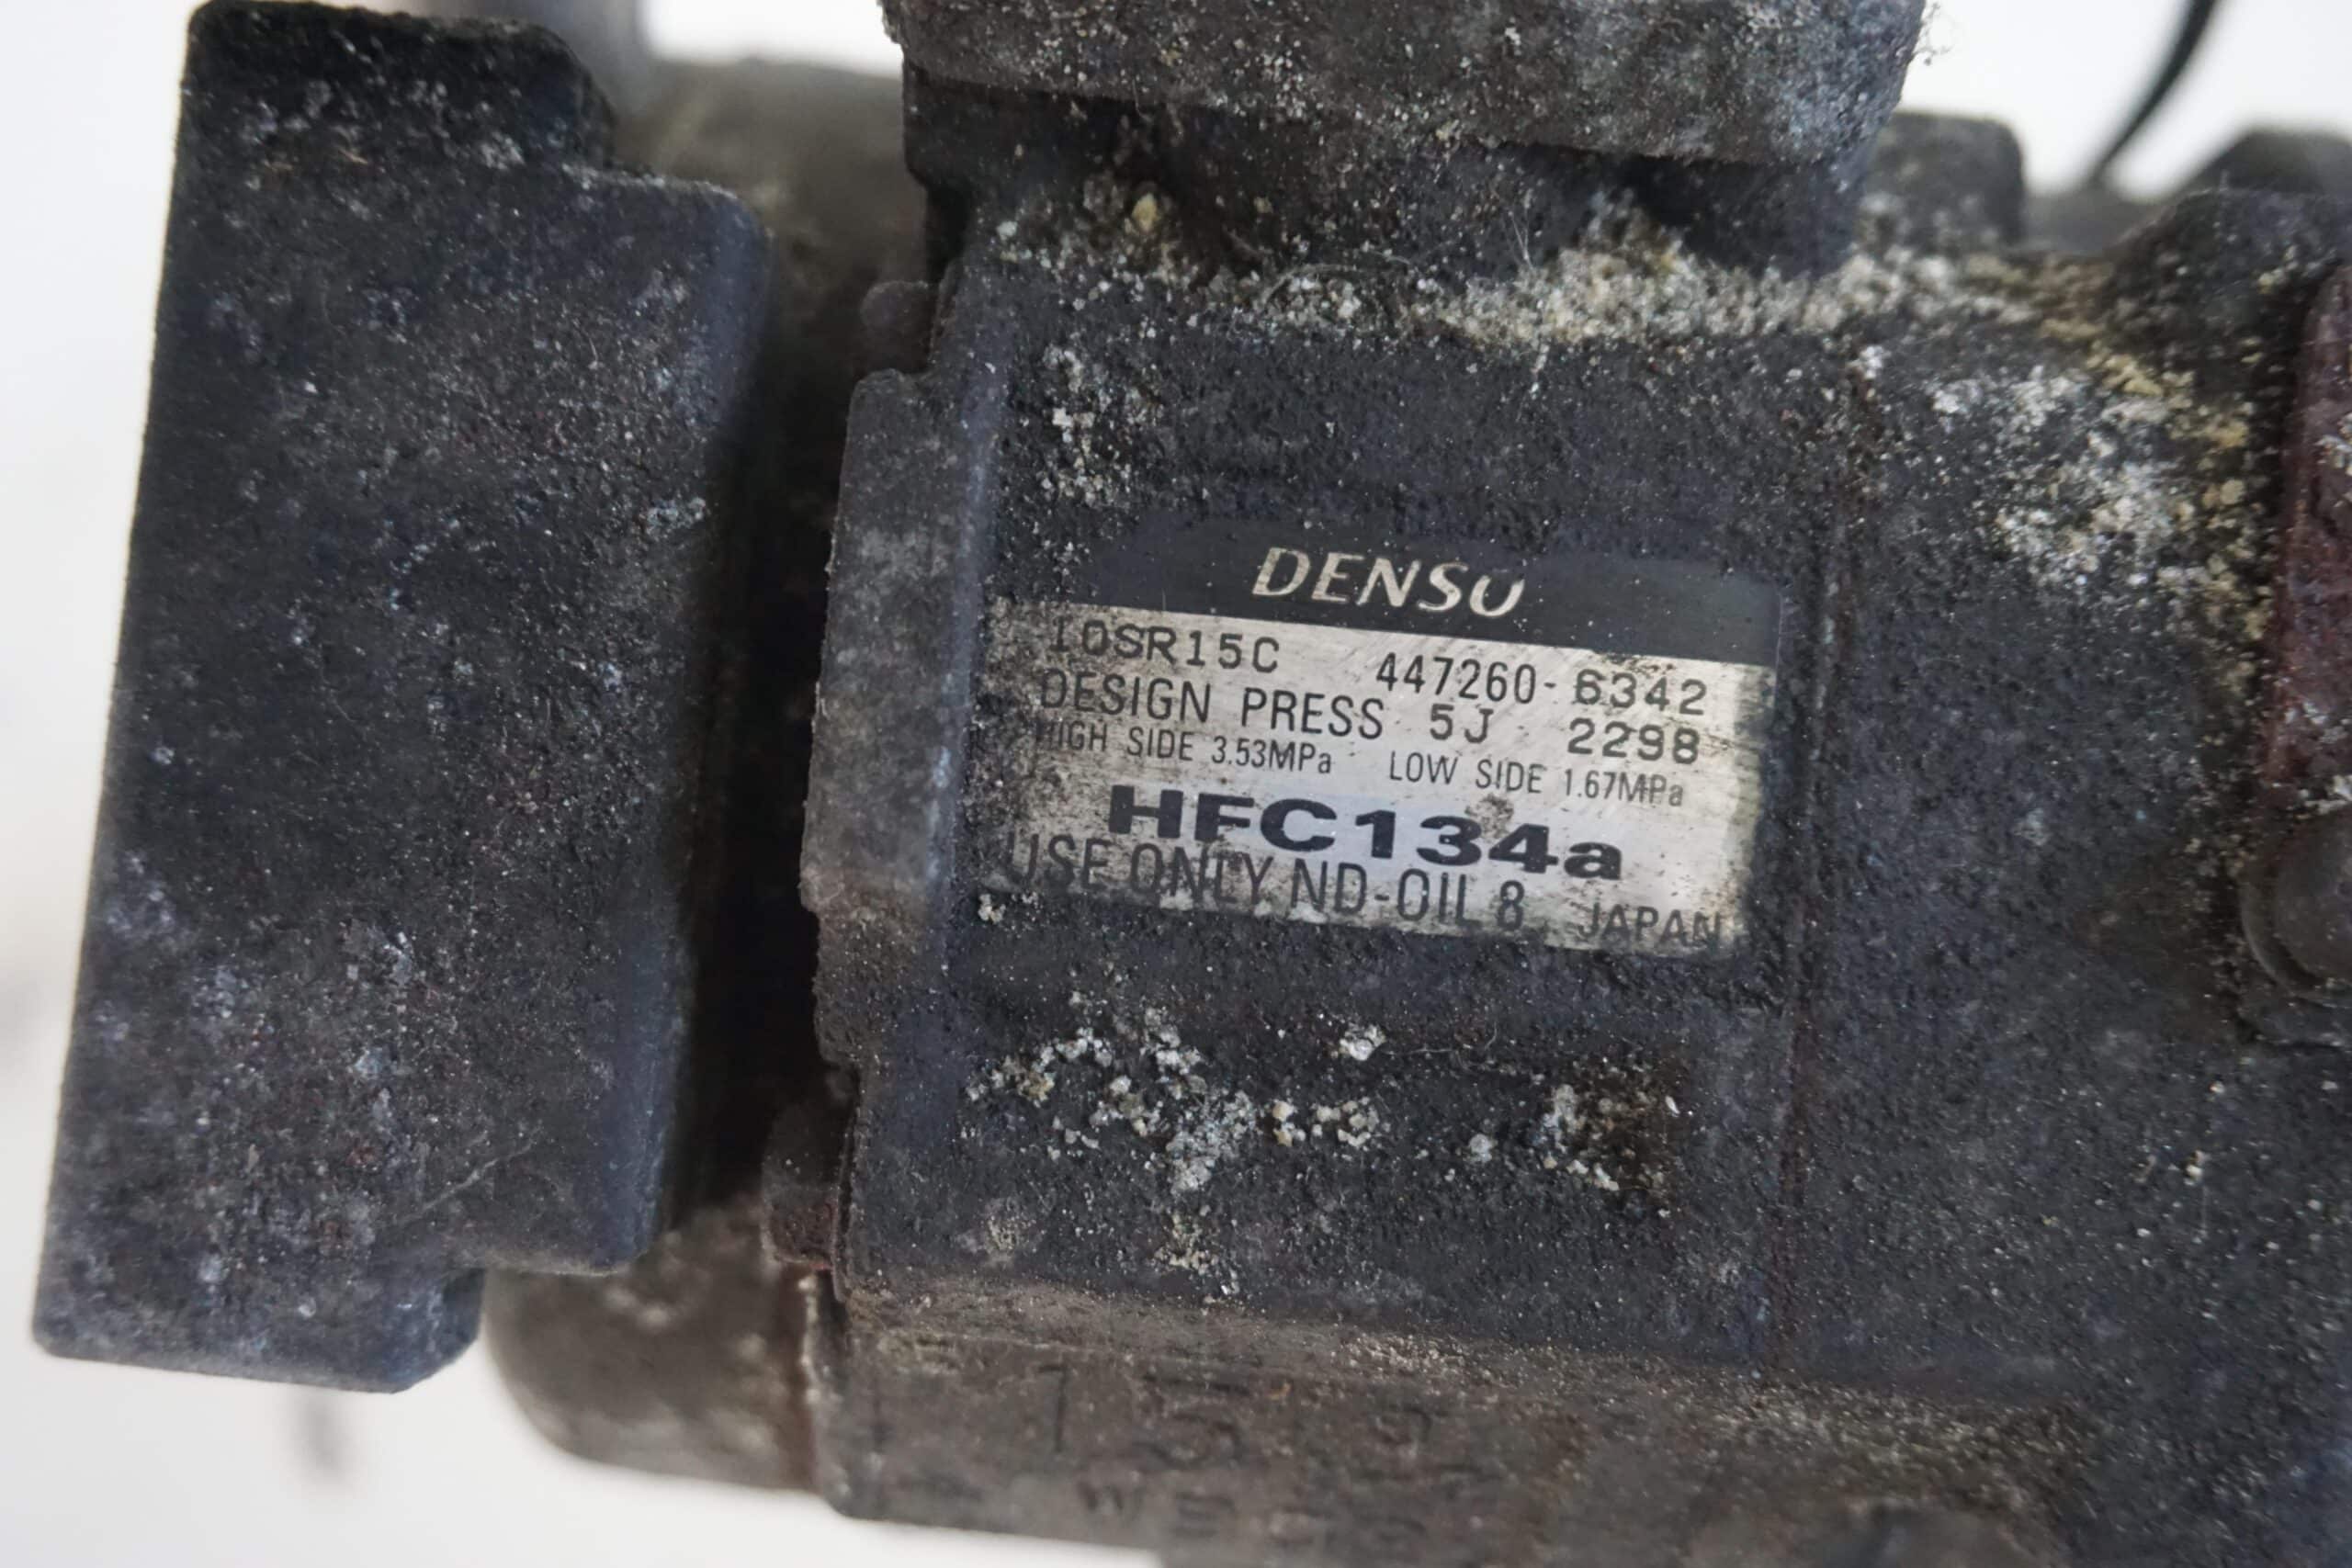 DENSO
10SR15C 447260-6342
DESIGN PRESS 5J 2298
HIGH SIDE 3.53MPa LOW SIDE 1.67MPa
HFC134a
USE ONLY ND-OIL 8 JAPAN